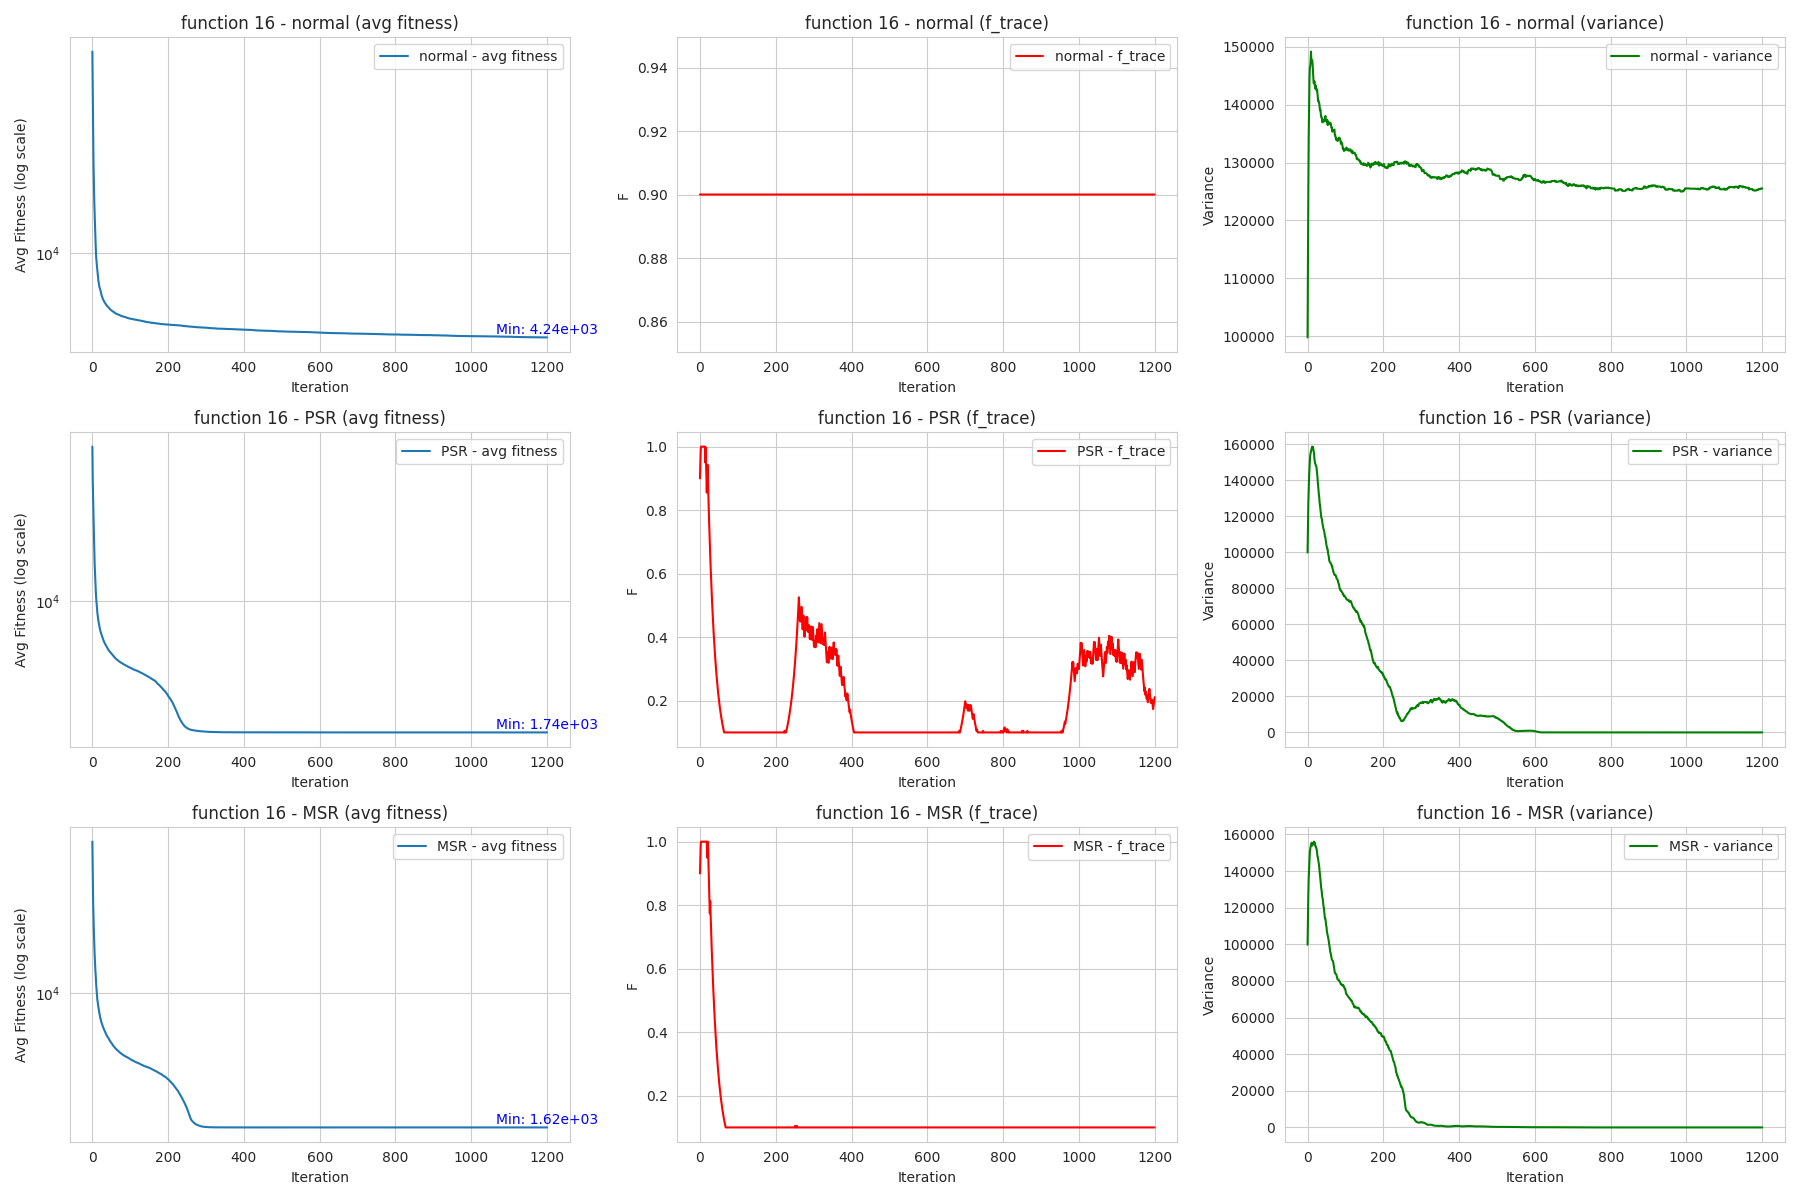 function 16 - normal (avg fitness)
normal - avg fitness
Avg Fitness (log scale)
10⁴
Min: 4.24e+03
0 200 400 600 800 1000 1200
Iteration
function 16 - normal (f_trace)
normal - f_trace
F
0.94
0.92
0.90
0.88
0.86
0 200 400 600 800 1000 1200
Iteration
function 16 - normal (variance)
normal - variance
Variance
150000
140000
130000
120000
110000
100000
0 200 400 600 800 1000 1200
Iteration
function 16 - PSR (avg fitness)
PSR - avg fitness
Avg Fitness (log scale)
10⁴
Min: 1.74e+03
0 200 400 600 800 1000 1200
Iteration
function 16 - PSR (f_trace)
PSR - f_trace
F
1.0
0.8
0.6
0.4
0.2
0 200 400 600 800 1000 1200
Iteration
function 16 - PSR (variance)
PSR - variance
Variance
160000
140000
120000
100000
80000
60000
40000
20000
0
0 200 400 600 800 1000 1200
Iteration
function 16 - MSR (avg fitness)
MSR - avg fitness
Avg Fitness (log scale)
10⁴
Min: 1.62e+03
0 200 400 600 800 1000 1200
Iteration
function 16 - MSR (f_trace)
MSR - f_trace
F
1.0
0.8
0.6
0.4
0.2
0 200 400 600 800 1000 1200
Iteration
function 16 - MSR (variance)
MSR - variance
Variance
160000
140000
120000
100000
80000
60000
40000
20000
0
0 200 400 600 800 1000 1200
Iteration